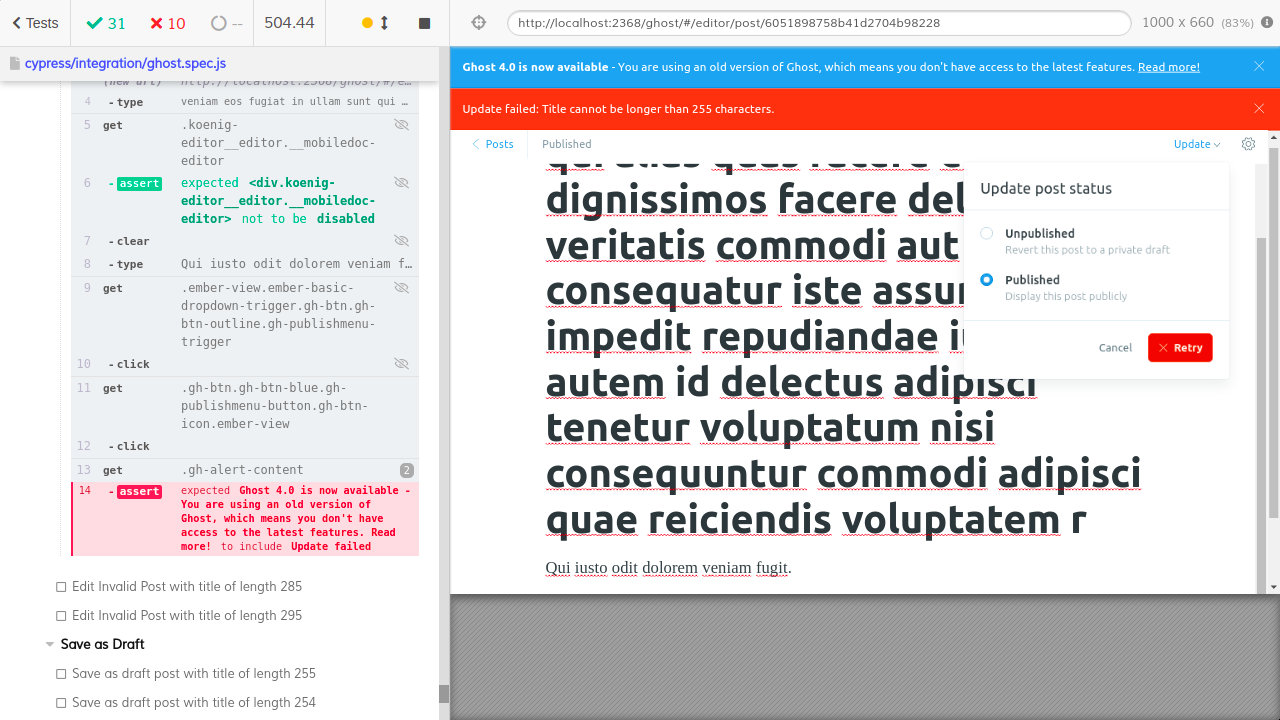 Tests 31 10 -- 504.44
http://localhost:2368/ghost/#/editor/post/6051898758b41d2704b98228
1000 x 660 (83%)
cypress/integration/ghost.spec.js
(new url) http://localhost:2368/ghost/#/e…
4 - type veniam eos fugiat in ullam sunt qui …
5 get .koenig-
editor__editor.__mobiledoc-
editor
6 - assert expected <div.koenig-
editor__editor.__mobiledoc-
editor> not to be disabled
7 - clear
8 - type Qui iusto odit dolorem veniam f…
9 get .ember-view.ember-basic-
dropdown-trigger.gh-btn.gh-
btn-outline.gh-publishmenu-
trigger
10 - click
11 get .gh-btn.gh-btn-blue.gh-
publishmenu-button.gh-btn-
icon.ember-view
12 - click
13 get .gh-alert-content 2
14 - assert expected Ghost 4.0 is now available -
You are using an old version of
Ghost, which means you don't have
access to the latest features. Read
more! to include Update failed
Edit Invalid Post with title of length 285
Edit Invalid Post with title of length 295
Save as Draft
Save as draft post with title of length 255
Save as draft post with title of length 254
Ghost 4.0 is now available - You are using an old version of Ghost, which means you don't have access to the latest features. Read more!
Update failed: Title cannot be longer than 255 characters.
Posts Published Update
dignissimos facere del
veritatis commodi aut
consequatur iste assu
impedit repudiandae i
autem id delectus adipisci
tenetur voluptatum nisi
consequuntur commodi adipisci
quae reiciendis voluptatem r
Qui iusto odit dolorem veniam fugit.
Update post status
Unpublished
Revert this post to a private draft
Published
Display this post publicly
Cancel Retry